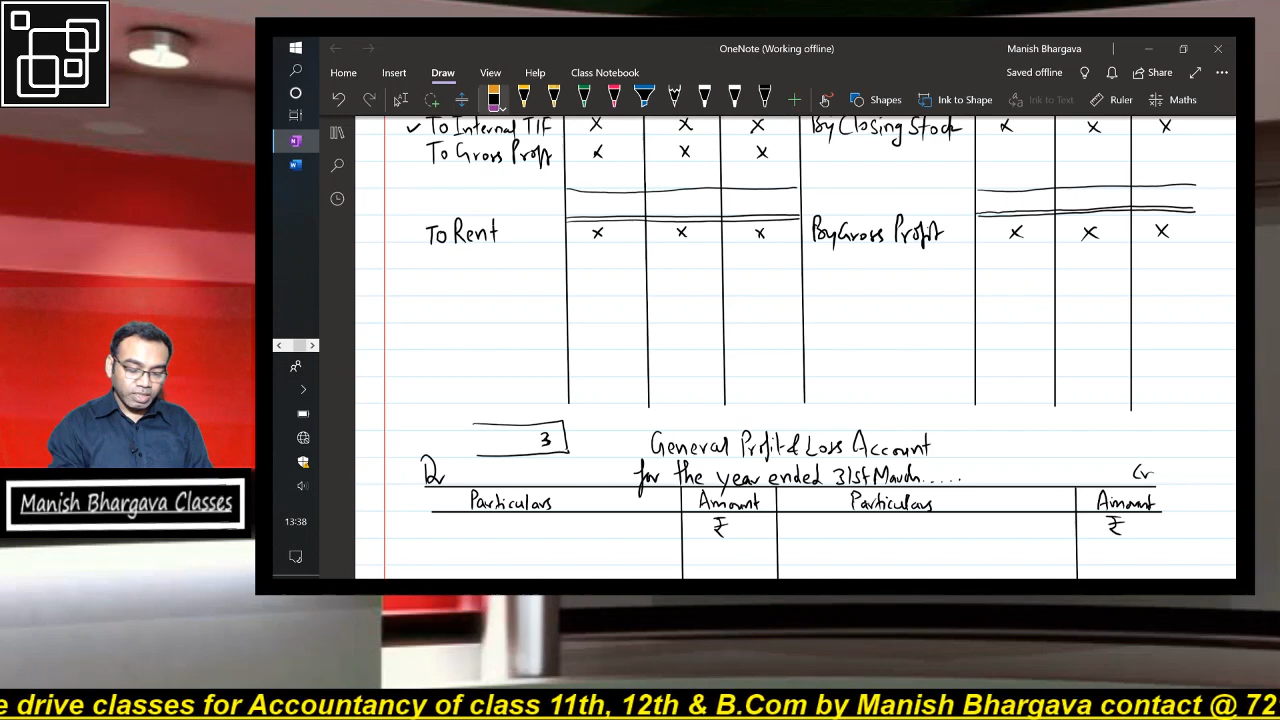 OneNote (Working offline)
Manish Bhargava
Home Insert Draw View Help Class Notebook
Saved offline
Share
Shapes
Ink to Shape
Ink to Text
Ruler
Maths
To Internal T/F x x x By Closing Stock x x x
To Gross Profit x x x
To Rent x x x By Gross Profit x x x
3
General Profit & Loss Account
Dr for the year ended 31st March..... Cr
Particulars Amount Particulars Amount
₹ ₹
Manish Bhargava Classes
13:38
e drive classes for Accountancy of class 11th, 12th & B.Com by Manish Bhargava contact @ 72